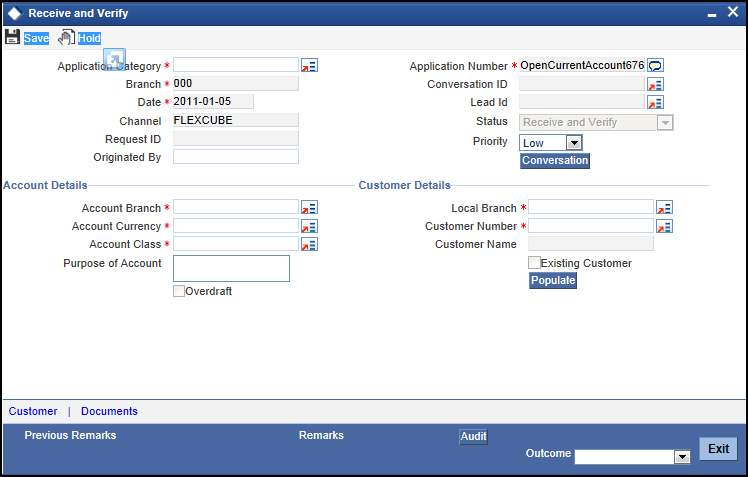 Receive and Verify
Save Hold
Application Category * Application Number * OpenCurrentAccount676
Branch * 000 Conversation ID
Date * 2011-01-05 Lead Id
Channel FLEXCUBE Status Receive and Verify
Request ID Priority Low
Originated By Conversation
Account Details Customer Details
Account Branch * Local Branch *
Account Currency * Customer Number *
Account Class * Customer Name
Purpose of Account Existing Customer
Overdraft Populate
Customer | Documents
Previous Remarks Remarks Audit
Outcome Exit